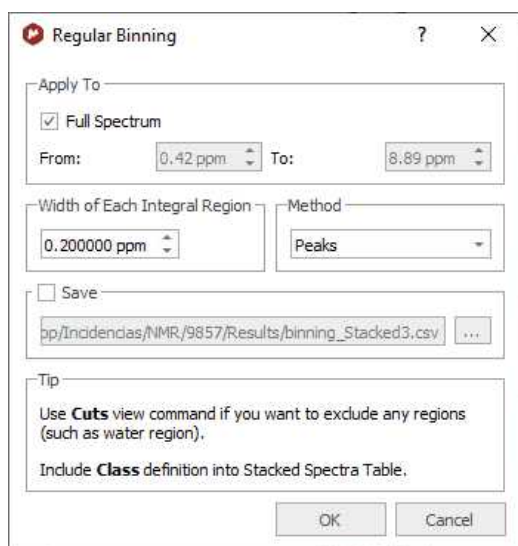 Regular Binning
?
Apply To
Full Spectrum
From: 0.42 ppm To: 8.89 ppm
Width of Each Integral Region
Method
0.200000 ppm
Peaks
Save
op/Incidencias/NMR/9857/Results/binning_Stacked3.csv ...
Tip
Use Cuts view command if you want to exclude any regions
(such as water region).
Include Class definition into Stacked Spectra Table.
OK
Cancel